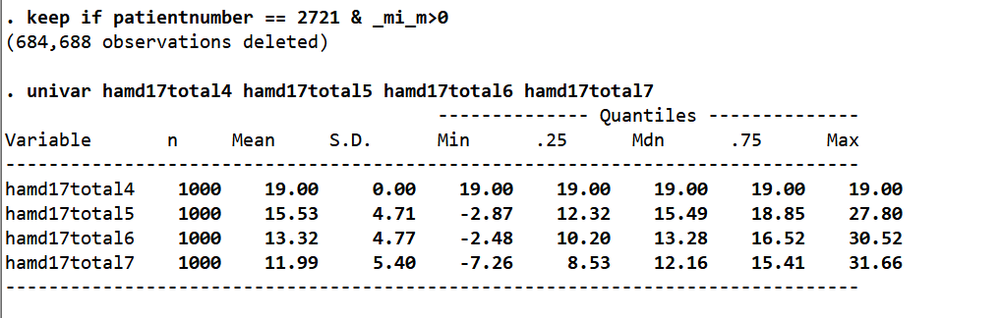 . keep if patientnumber == 2721 & _mi_m>0
(684,688 observations deleted)
. univar hamd17total4 hamd17total5 hamd17total6 hamd17total7
-------------- Quantiles --------------
Variable n Mean S.D. Min .25 Mdn .75 Max
-------------------------------------------------------------------------------
hamd17total4 1000 19.00 0.00 19.00 19.00 19.00 19.00 19.00
hamd17total5 1000 15.53 4.71 -2.87 12.32 15.49 18.85 27.80
hamd17total6 1000 13.32 4.77 -2.48 10.20 13.28 16.52 30.52
hamd17total7 1000 11.99 5.40 -7.26 8.53 12.16 15.41 31.66
-------------------------------------------------------------------------------